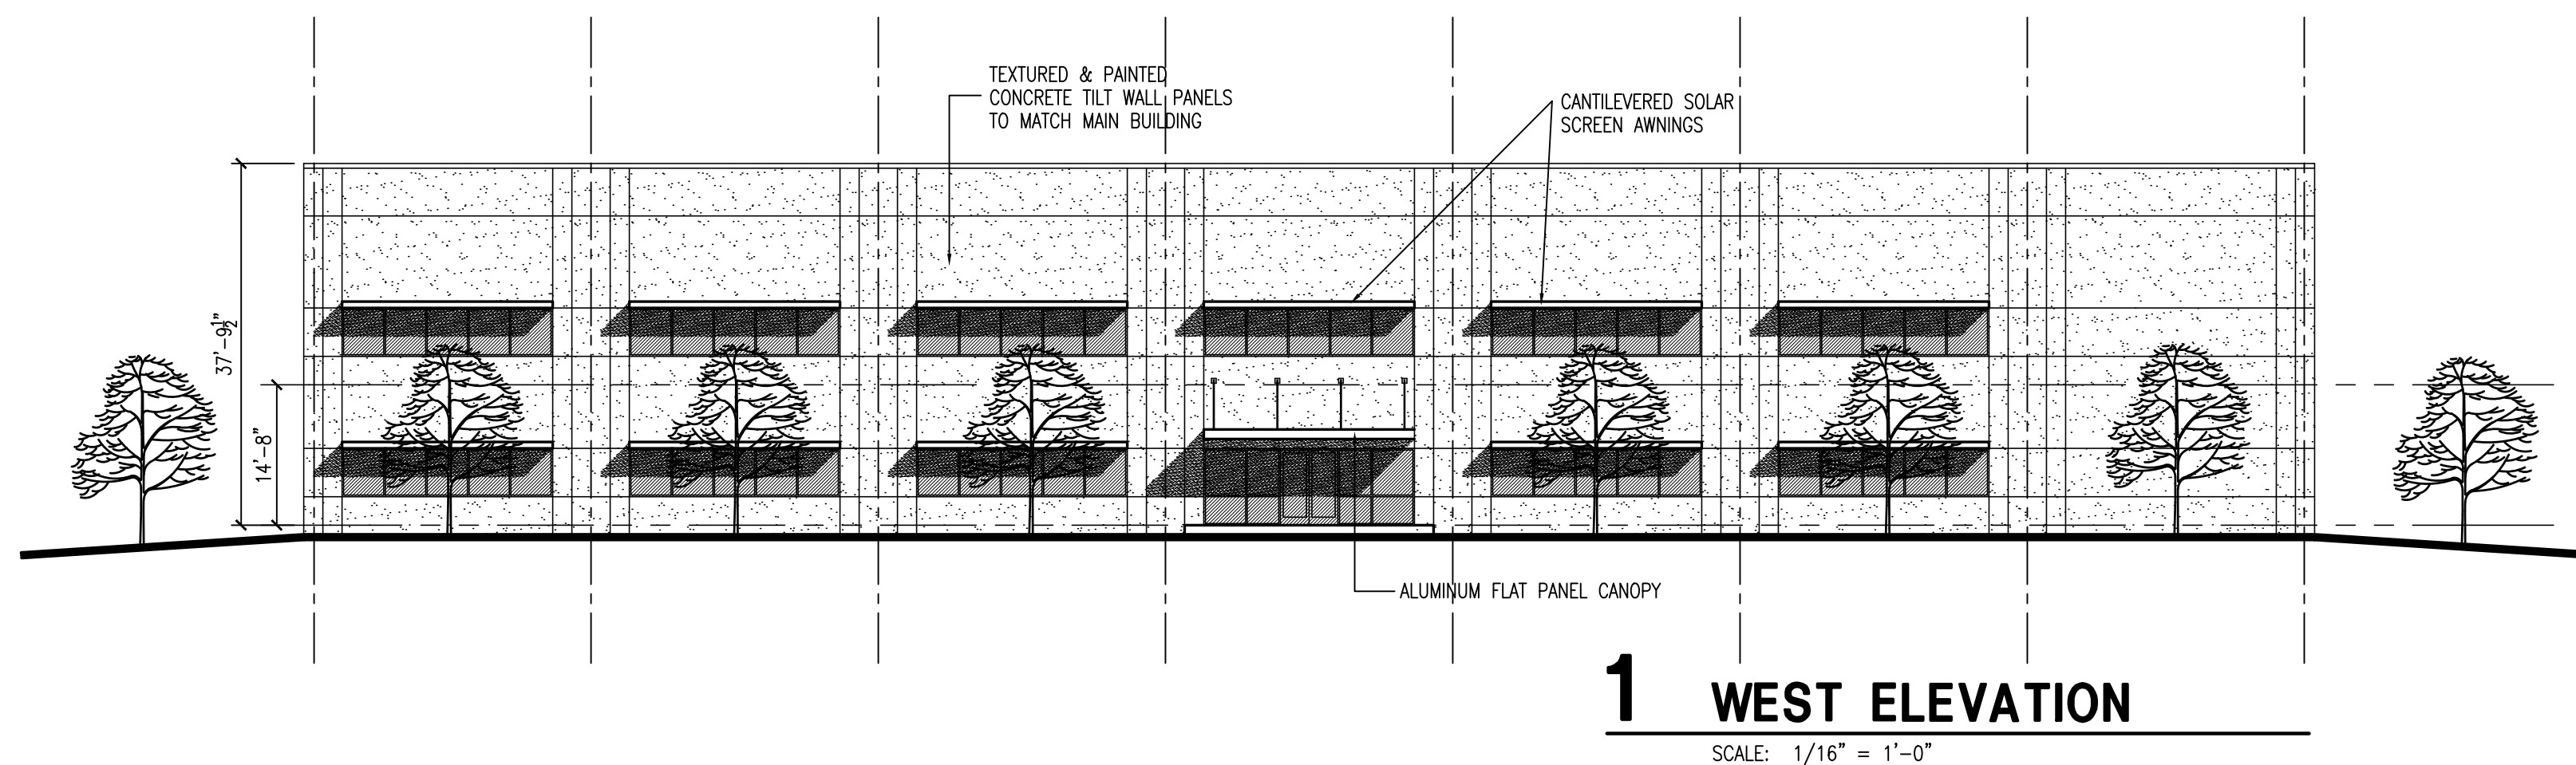 TEXTURED & PAINTED
CONCRETE TILT WALL PANELS
TO MATCH MAIN BUILDING
CANTILEVERED SOLAR
SCREEN AWNINGS
37'-9½"
14'-8"
ALUMINUM FLAT PANEL CANOPY
1 WEST ELEVATION
SCALE: 1/16" = 1'-0"